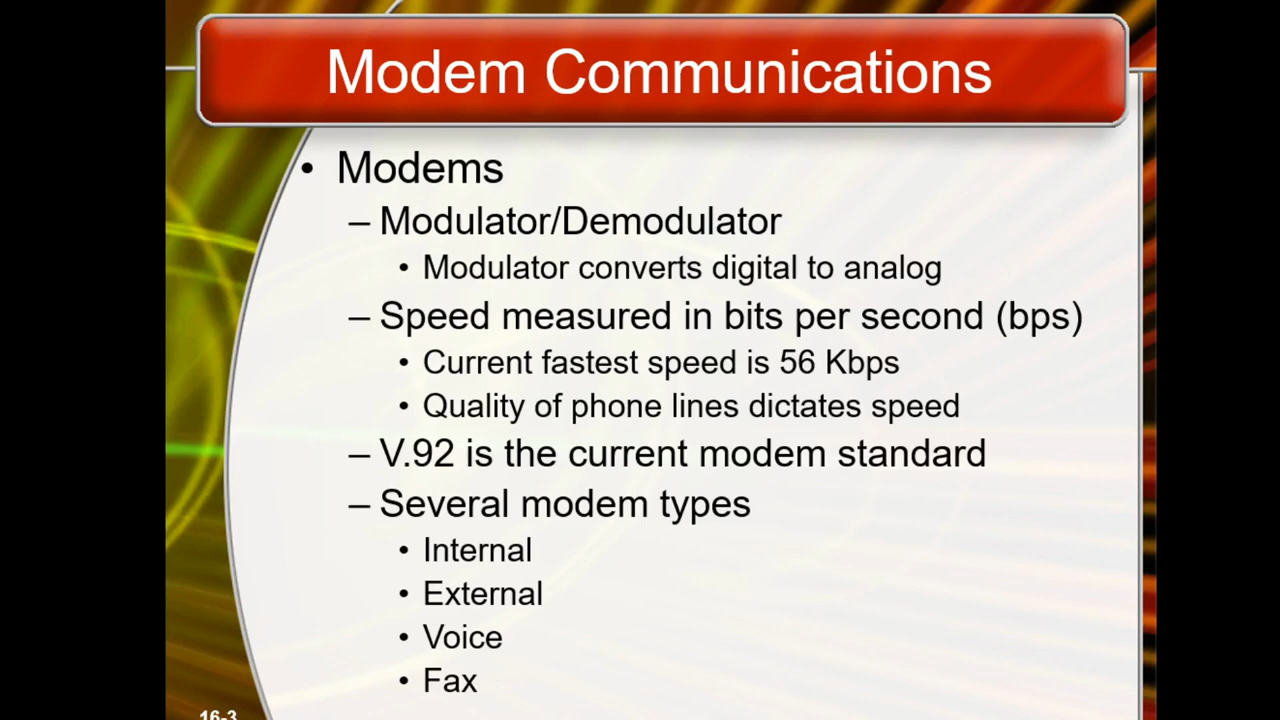 Modem Communications
• Modems
– Modulator/Demodulator
• Modulator converts digital to analog
– Speed measured in bits per second (bps)
• Current fastest speed is 56 Kbps
• Quality of phone lines dictates speed
– V.92 is the current modem standard
– Several modem types
• Internal
• External
• Voice
• Fax
16-3